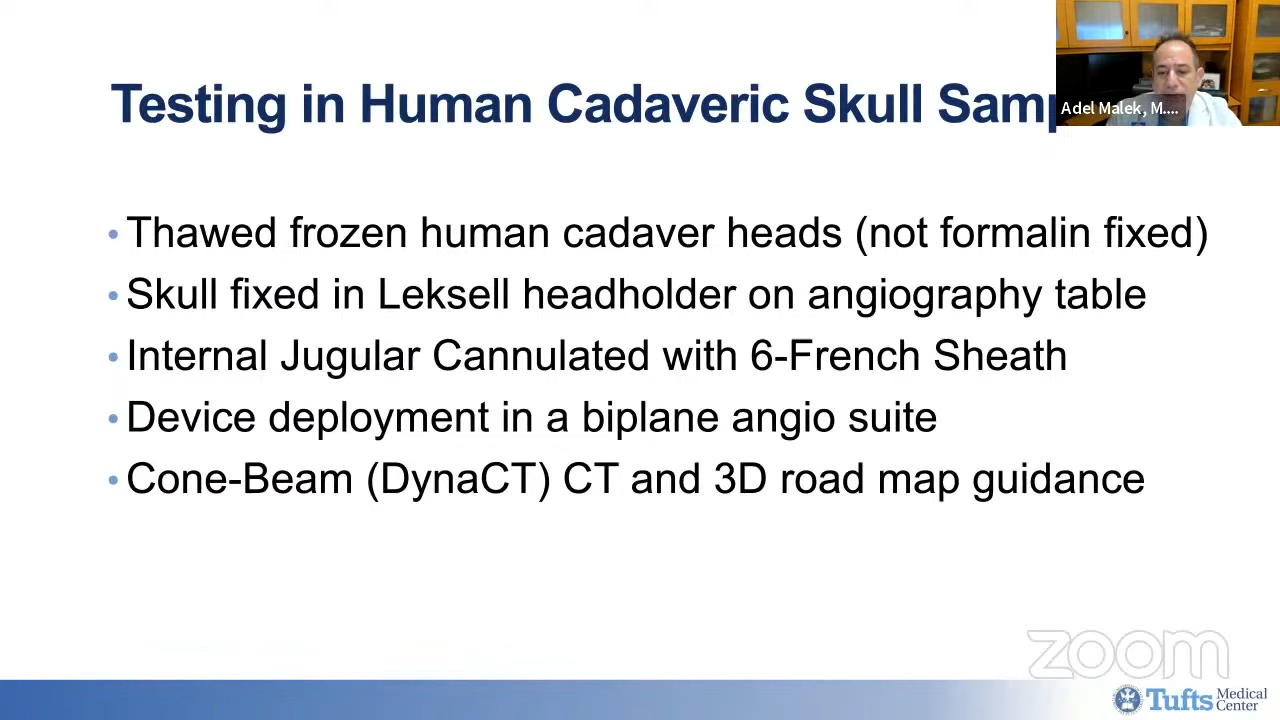 Testing in Human Cadaveric Skull Sam
Adel Malek, M....
• Thawed frozen human cadaver heads (not formalin fixed)
• Skull fixed in Leksell headholder on angiography table
• Internal Jugular Cannulated with 6-French Sheath
• Device deployment in a biplane angio suite
• Cone-Beam (DynaCT) CT and 3D road map guidance
zoom
Tufts Medical Center